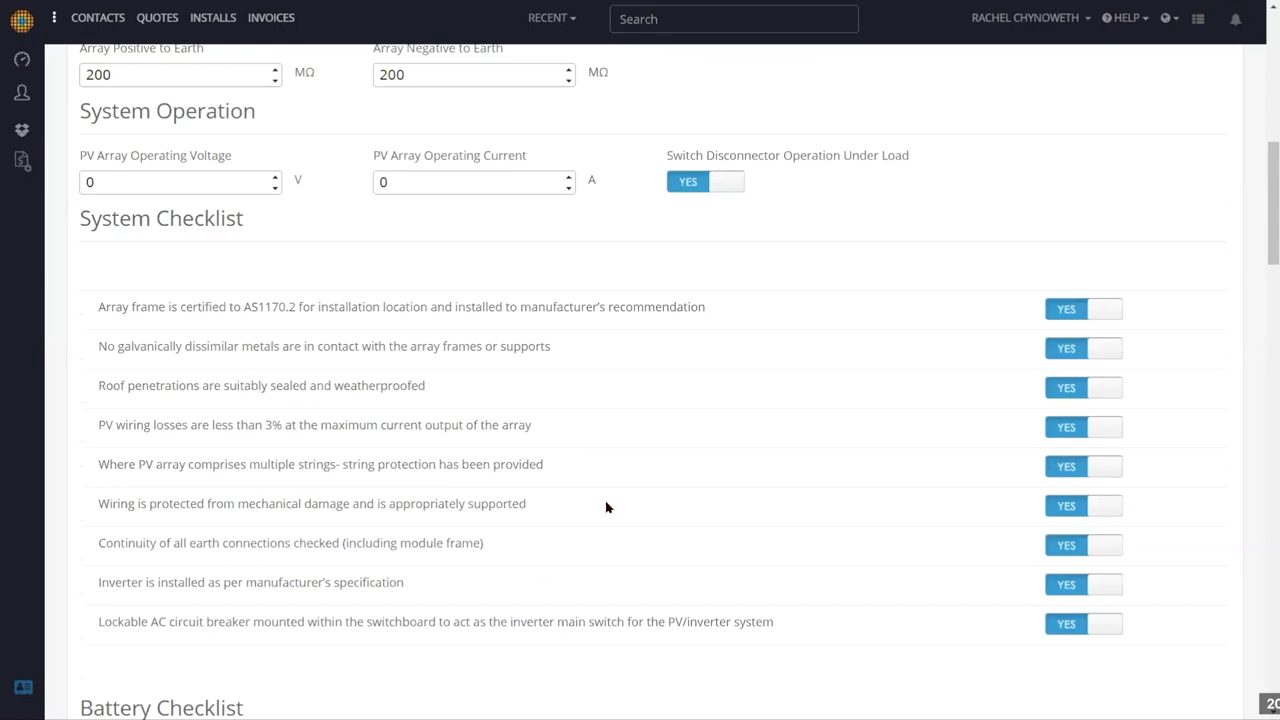 CONTACTS QUOTES INSTALLS INVOICES RECENT Search RACHEL CHYNOWETH HELP
Array Positive to Earth Array Negative to Earth
200 MΩ 200 MΩ
System Operation
PV Array Operating Voltage PV Array Operating Current Switch Disconnector Operation Under Load
0 V 0 A YES
System Checklist
Array frame is certified to AS1170.2 for installation location and installed to manufacturer's recommendation YES
No galvanically dissimilar metals are in contact with the array frames or supports YES
Roof penetrations are suitably sealed and weatherproofed YES
PV wiring losses are less than 3% at the maximum current output of the array YES
Where PV array comprises multiple strings- string protection has been provided YES
Wiring is protected from mechanical damage and is appropriately supported YES
Continuity of all earth connections checked (including module frame) YES
Inverter is installed as per manufacturer's specification YES
Lockable AC circuit breaker mounted within the switchboard to act as the inverter main switch for the PV/inverter system YES
Battery Checklist